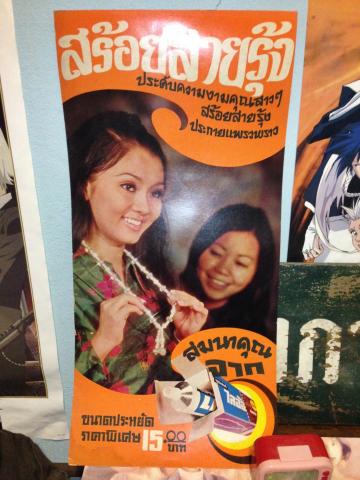 สร้อยสายรุ้ง
ประดับความงามคุณสาวๆ
สร้อยสายรุ้ง
ประกายแพรวพราว
สมนาคุณ
จาก
ขนาดประหยัด
ราคาพิเศษ 15.00 บาท